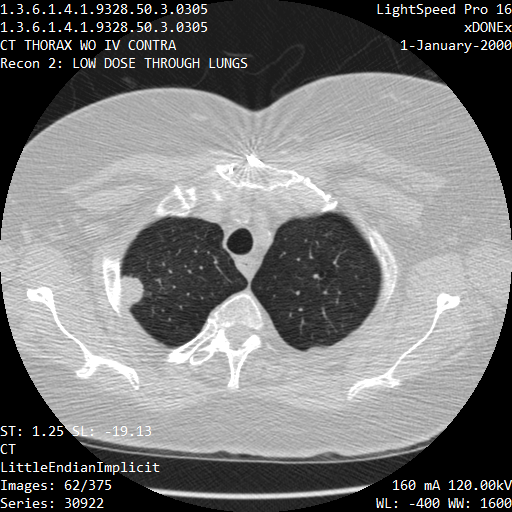 1.3.6.1.4.1.9328.50.3.0305
1.3.6.1.4.1.9328.50.3.0305
CT THORAX WO IV CONTRA
Recon 2: LOW DOSE THROUGH LUNGS
LightSpeed Pro 16
xDONEx
1-January-2000
ST: 1.25 SL: -19.13
CT
LittleEndianImplicit
Images: 62/375
Series: 30922
160 mA 120.00kV
WL: -400 WW: 1600